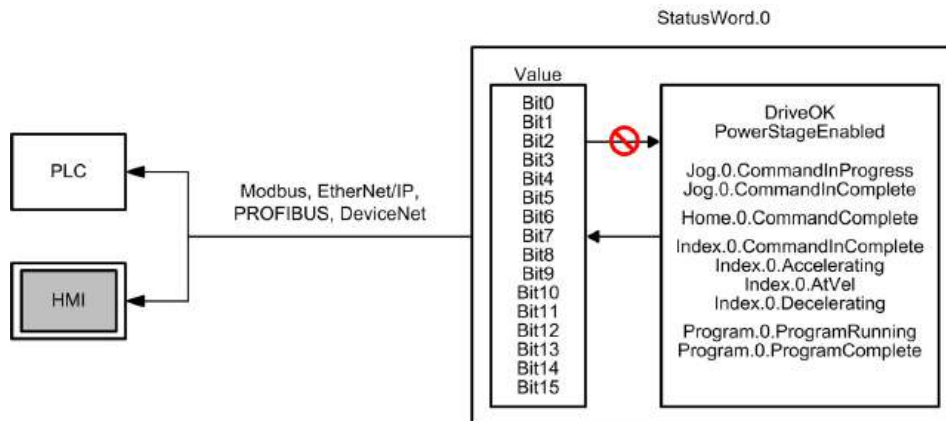 StatusWord.0
Value
Bit0
Bit1
Bit2
Bit3
Bit4
Bit5
Bit6
Bit7
Bit8
Bit9
Bit10
Bit11
Bit12
Bit13
Bit14
Bit15
DriveOK
PowerStageEnabled
Jog.0.CommandInProgress
Jog.0.CommandInComplete
Home.0.CommandComplete
Index.0.CommandInComplete
Index.0.Accelerating
Index.0.AtVel
Index.0.Decelerating
Program.0.ProgramRunning
Program.0.ProgramComplete
PLC
Modbus, EtherNet/IP,
PROFIBUS, DeviceNet
HMI